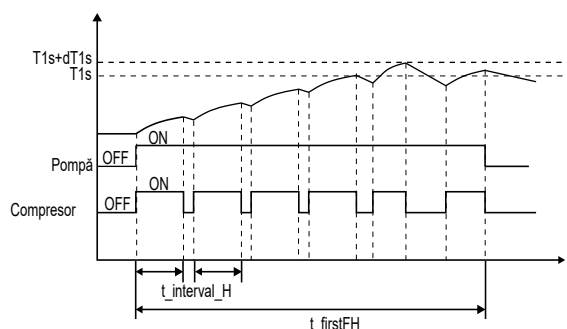 T1s+dT1s
T1s
ON
Pompă
OFF
ON
Compresor
OFF
t_interval_H
t_firstFH